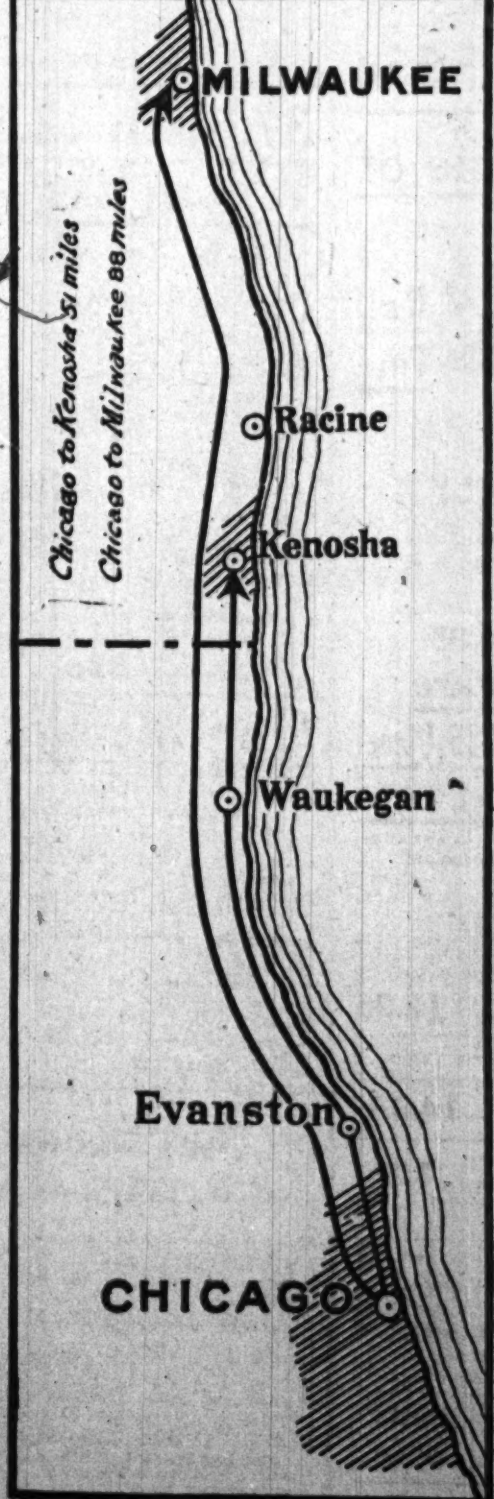 MILWAUKEE
Chicago to Kenosha 51 miles
Chicago to Milwaukee 88 miles
Racine
Kenosha
Waukegan
Evanston
CHICAGO